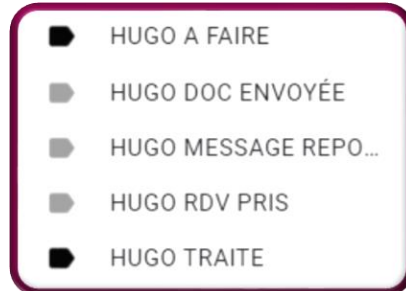 HUGO A FAIRE
HUGO DOC ENVOYÉE
HUGO MESSAGE REPO...
HUGO RDV PRIS
HUGO TRAITE